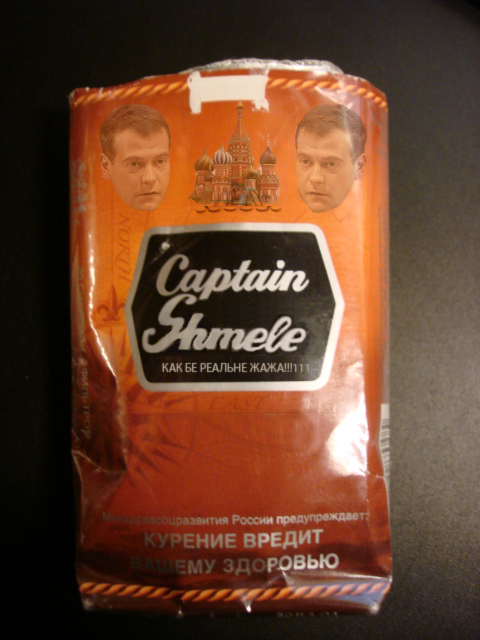 Captain
Shmele
КАК БЕ РЕАЛЬНЕ ЖАЖА!!!111
Минздравсоцразвития России предупреждает:
КУРЕНИЕ ВРЕДИТ
ВАШЕМУ ЗДОРОВЬЮ